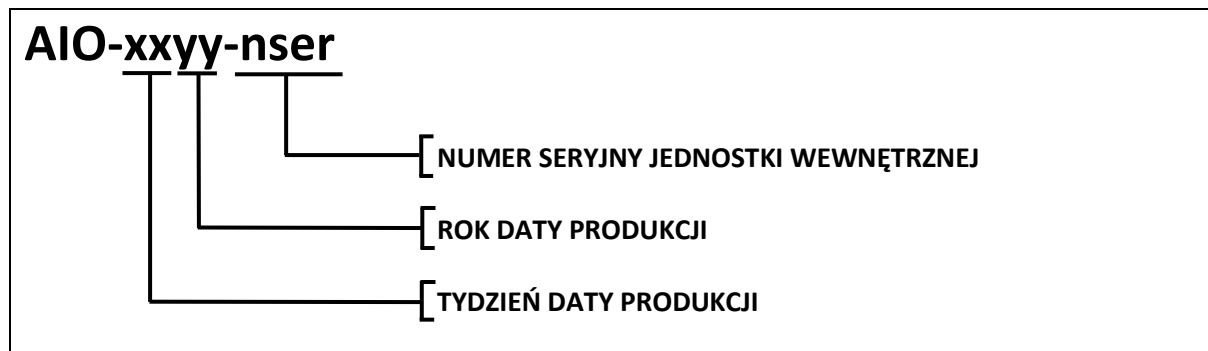 AIO-xxyy-nser
NUMER SERYJNY JEDNOSTKI WEWNĘTRZNEJ
ROK DATY PRODUKCJI
TYDZIEŃ DATY PRODUKCJI